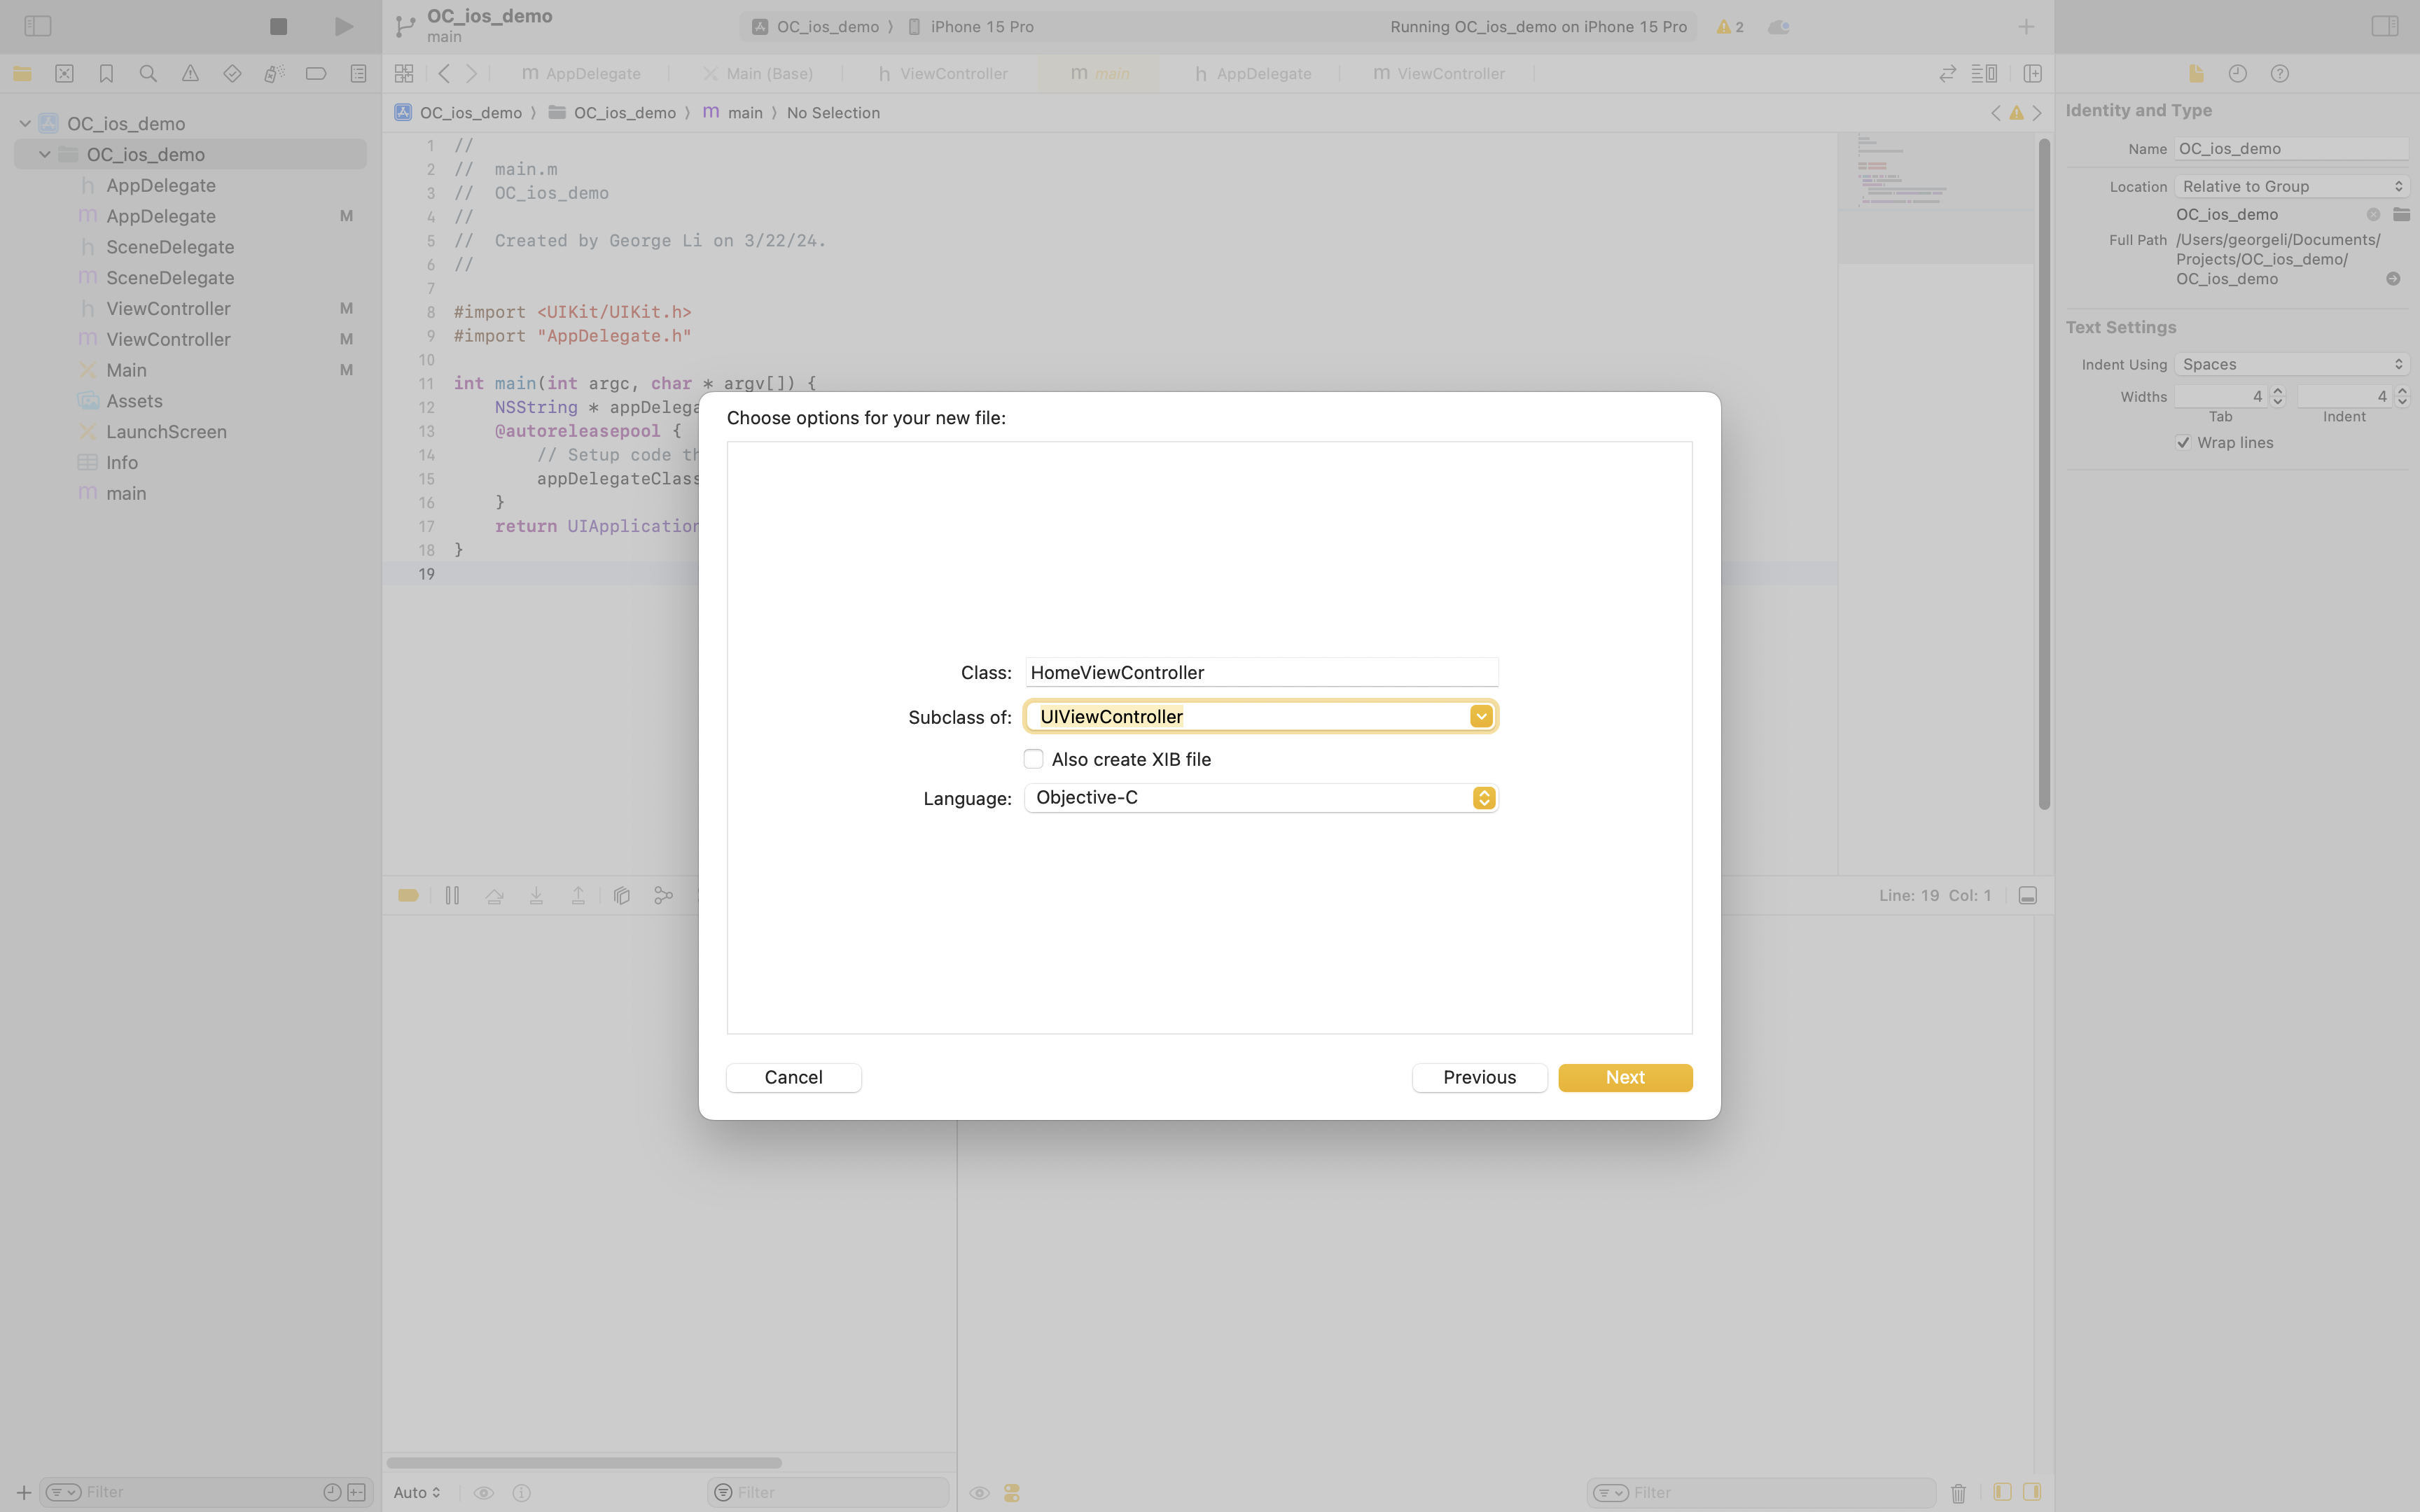 OC_ios_demo
main
OC_ios_demo 〉 iPhone 15 Pro
Running OC_ios_demo on iPhone 15 Pro
2
m AppDelegate
Main (Base)
h ViewController
m main
h AppDelegate
m ViewController
OC_ios_demo 〉 OC_ios_demo 〉 m main 〉 No Selection
OC_ios_demo
OC_ios_demo
h AppDelegate
m AppDelegate M
h SceneDelegate
m SceneDelegate
h ViewController M
m ViewController M
Main M
Assets
LaunchScreen
Info
m main
1 //
2 //  main.m
3 //  OC_ios_demo
4 //
5 //  Created by George Li on 3/22/24.
6 //
7
8 #import <UIKit/UIKit.h>
9 #import "AppDelegate.h"
10
11 int main(int argc, char * argv[]) {
12     NSString * appDelega
13     @autoreleasepool {
14         // Setup code th
15         appDelegateClass
16     }
17     return UIApplication
18 }
19
Choose options for your new file:
Class: HomeViewController
Subclass of: UIViewController
Also create XIB file
Language: Objective-C
Cancel
Previous
Next
Line: 19 Col: 1
Identity and Type
Name OC_ios_demo
Location Relative to Group
OC_ios_demo
Full Path /Users/georgeli/Documents/
Projects/OC_ios_demo/
OC_ios_demo
Text Settings
Indent Using Spaces
Widths 4 4
Tab Indent
Wrap lines
Filter
Auto
Filter
Filter